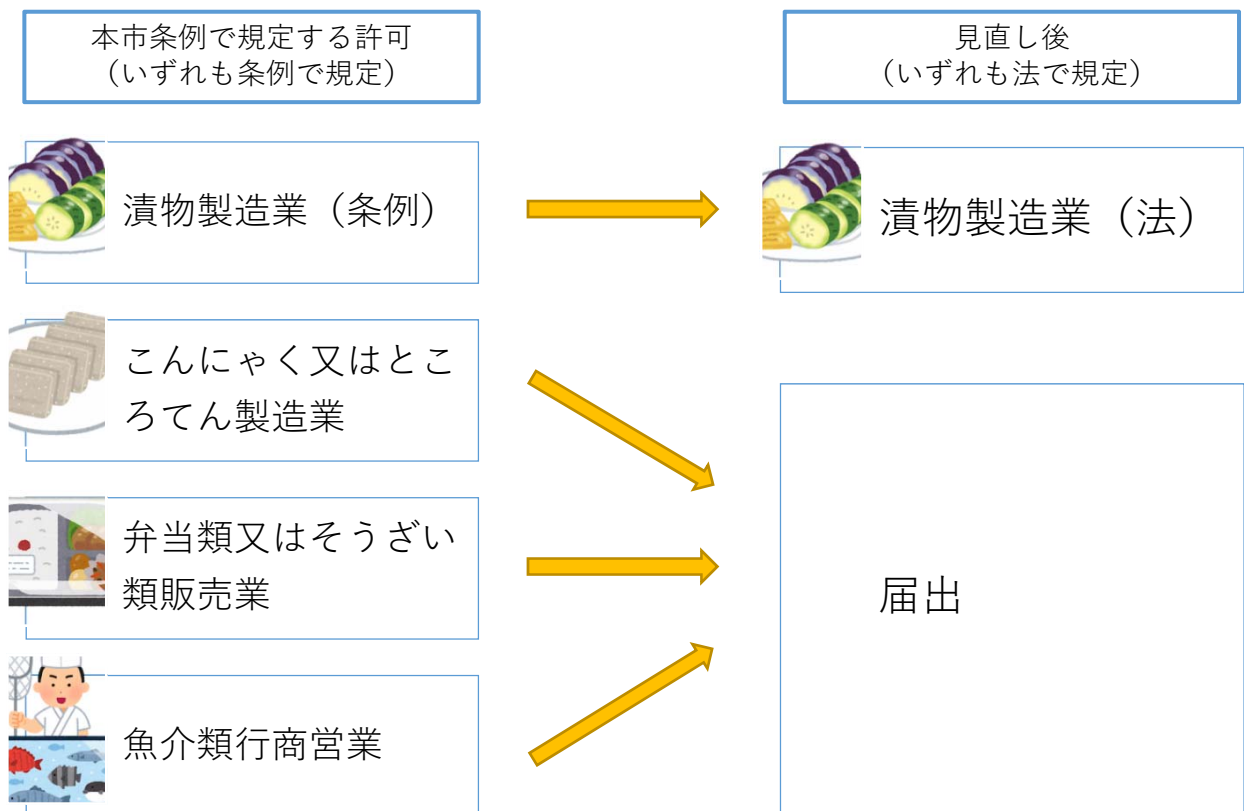 本市条例で規定する許可
（いずれも条例で規定）
見直し後
（いずれも法で規定）
漬物製造業（条例）
漬物製造業（法）
こんにゃく又はとこ
ろてん製造業
弁当類又はそうざい
類販売業
届出
魚介類行商営業